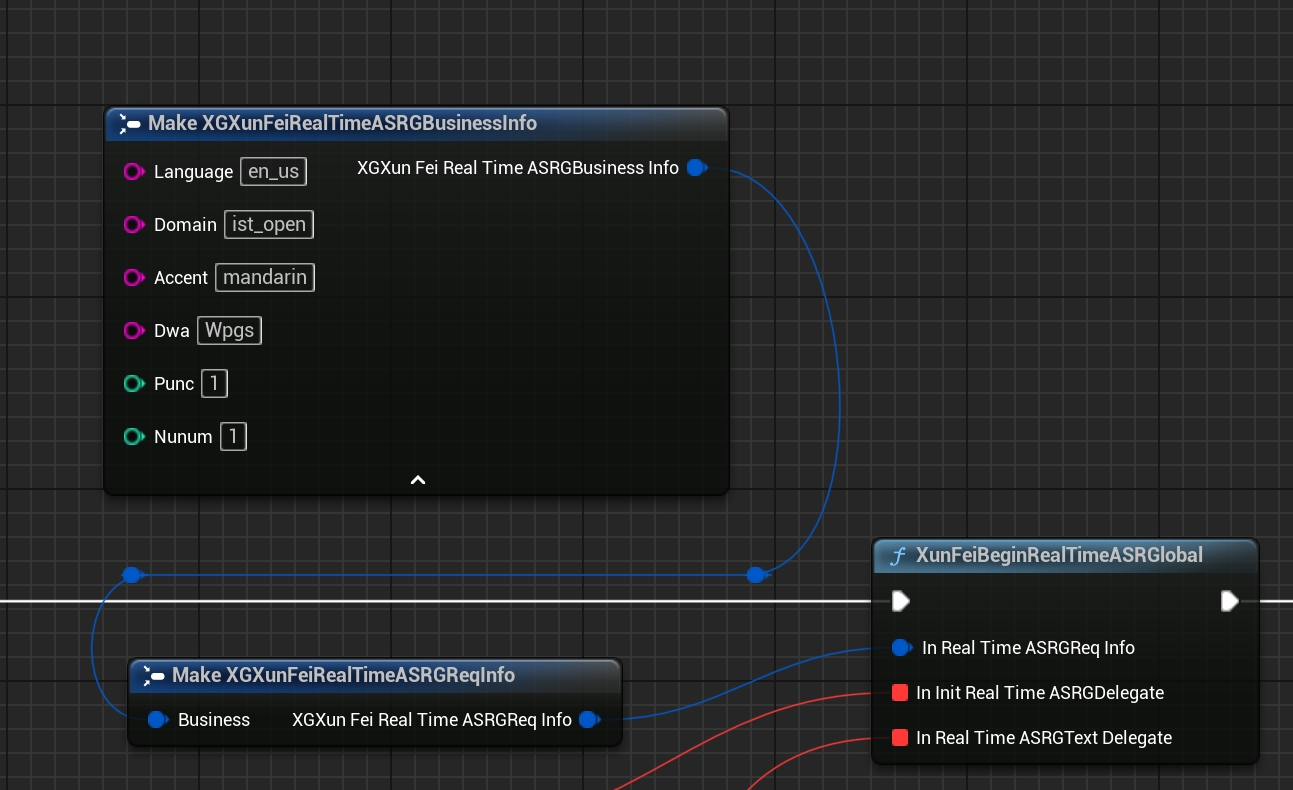 Make XGXunFeiRealTimeASRGBusinessInfo
Language en_us XGXun Fei Real Time ASRGBusiness Info
Domain ist_open
Accent mandarin
Dwa Wpgs
Punc 1
Nunum 1
XunFeiBeginRealTimeASRGlobal
In Real Time ASRGReq Info
Make XGXunFeiRealTimeASRGReqInfo
In Init Real Time ASRGDelegate
Business XGXun Fei Real Time ASRGReq Info
In Real Time ASRGText Delegate